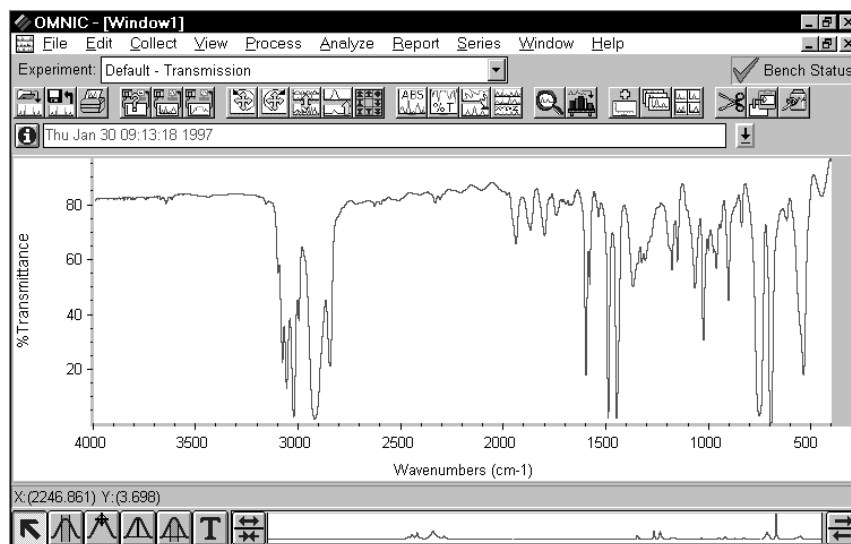 OMNIC - [Window1]
File Edit Collect View Process Analyze Report Series Window Help
Experiment: Default - Transmission Bench Status
ABS %T
Thu Jan 30 09:13:18 1997
80
60
40
20
%Transmittance
4000 3500 3000 2500 2000 1500 1000 500
Wavenumbers (cm-1)
X:(2246.861) Y:(3.698)
T